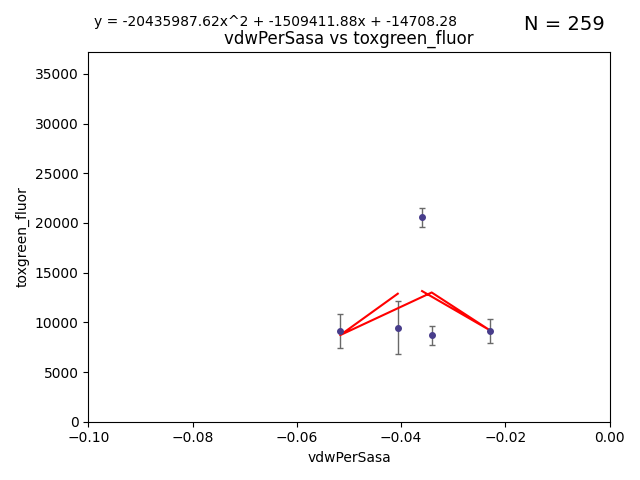 y = -20435987.62x^2 + -1509411.88x + -14708.28
N = 259
vdwPerSasa vs toxgreen_fluor
35000
30000
25000
20000
15000
10000
5000
0
toxgreen_fluor
−0.10
−0.08
−0.06
−0.04
−0.02
0.00
vdwPerSasa